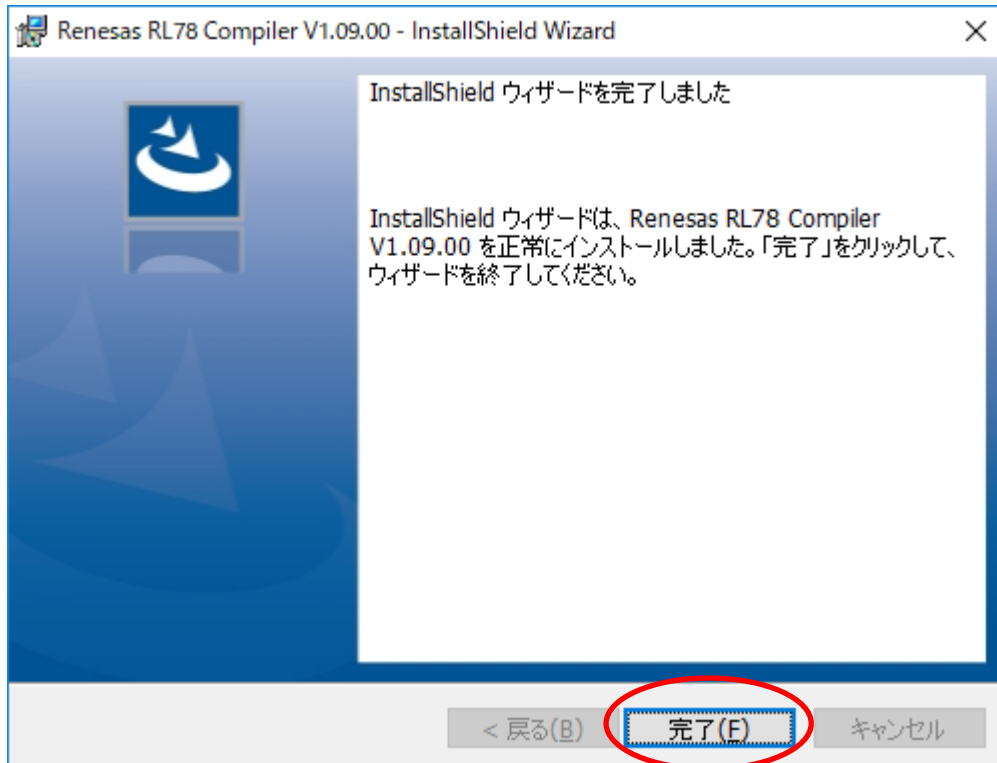 Renesas RL78 Compiler V1.09.00 - InstallShield Wizard
InstallShield ウィザードを完了しました
InstallShield ウィザードは、Renesas RL78 Compiler
V1.09.00 を正常にインストールしました。「完了」をクリックして、
ウィザードを終了してください。
< 戻る(B) 完了(F) キャンセル